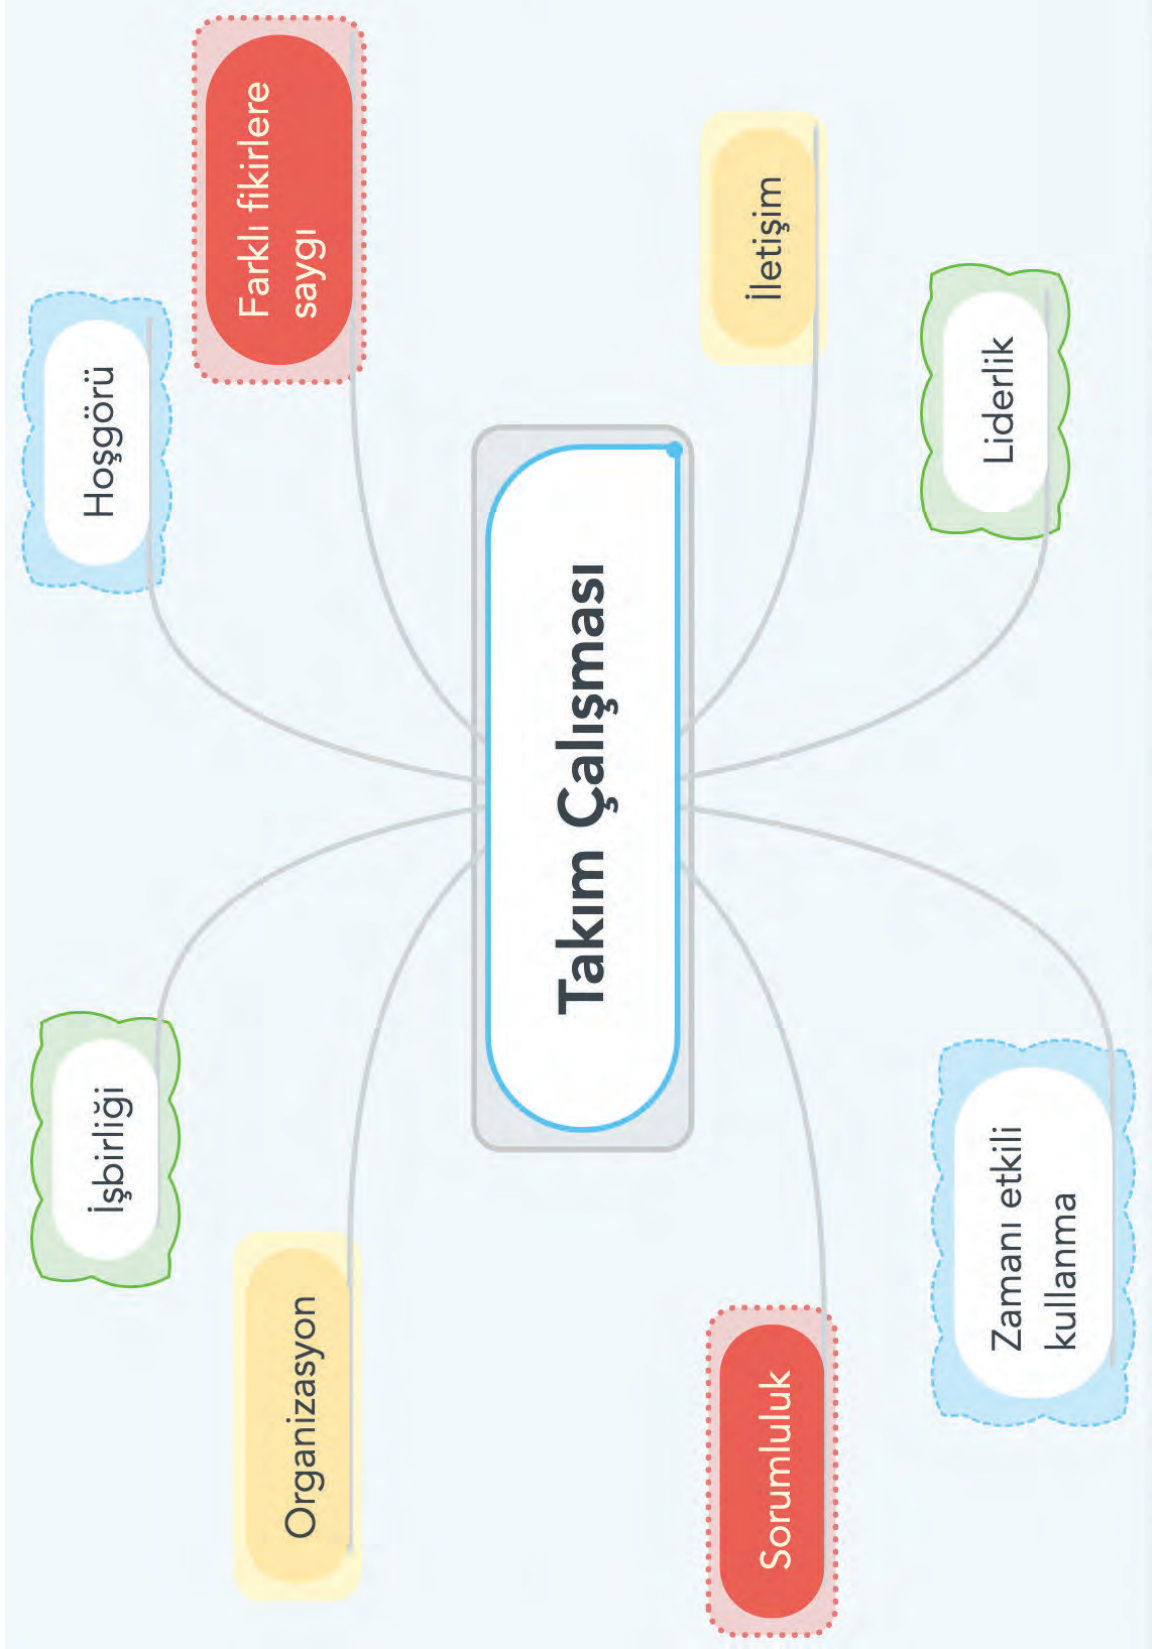 İşbirliği
Hoşgörü
Organizasyon
Farklı fikirlere
saygı
Takım Çalışması
Sorumluluk
İletişim
Zamanı etkili
kullanma
Liderlik